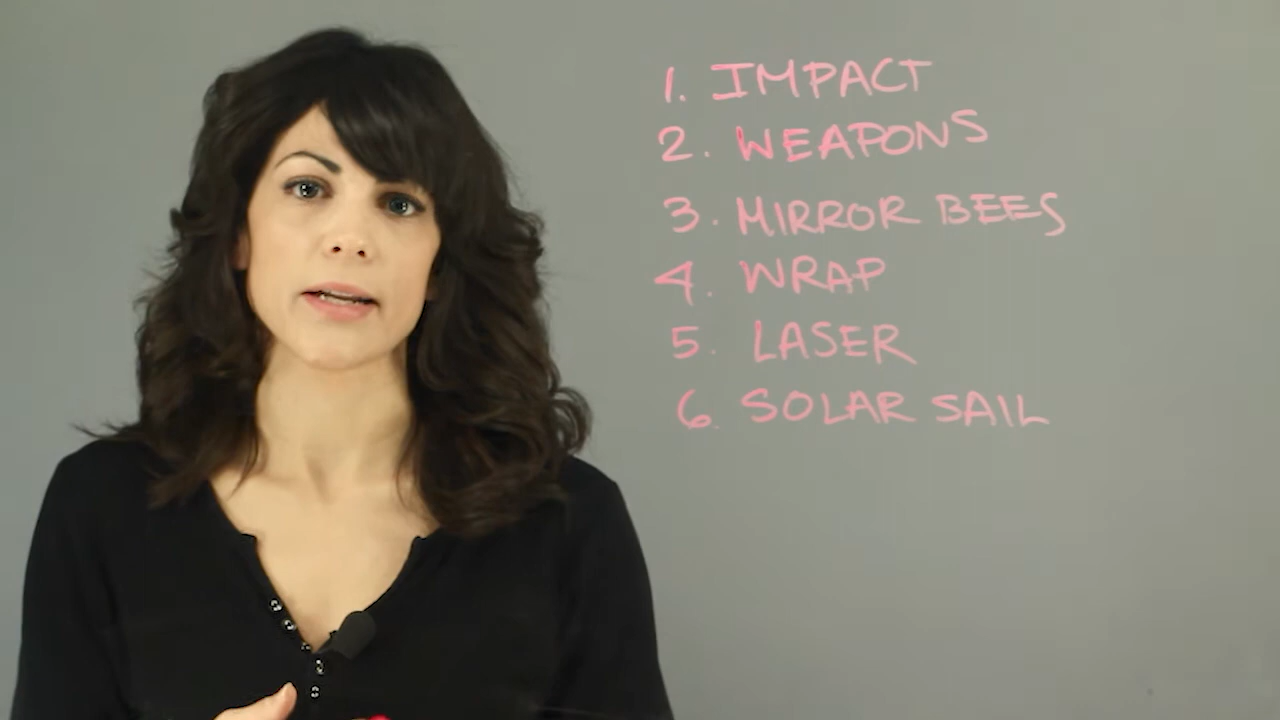 1. IMPACT
2. WEAPONS
3. MIRROR BEES
4. WRAP
5. LASER
6. SOLAR SAIL